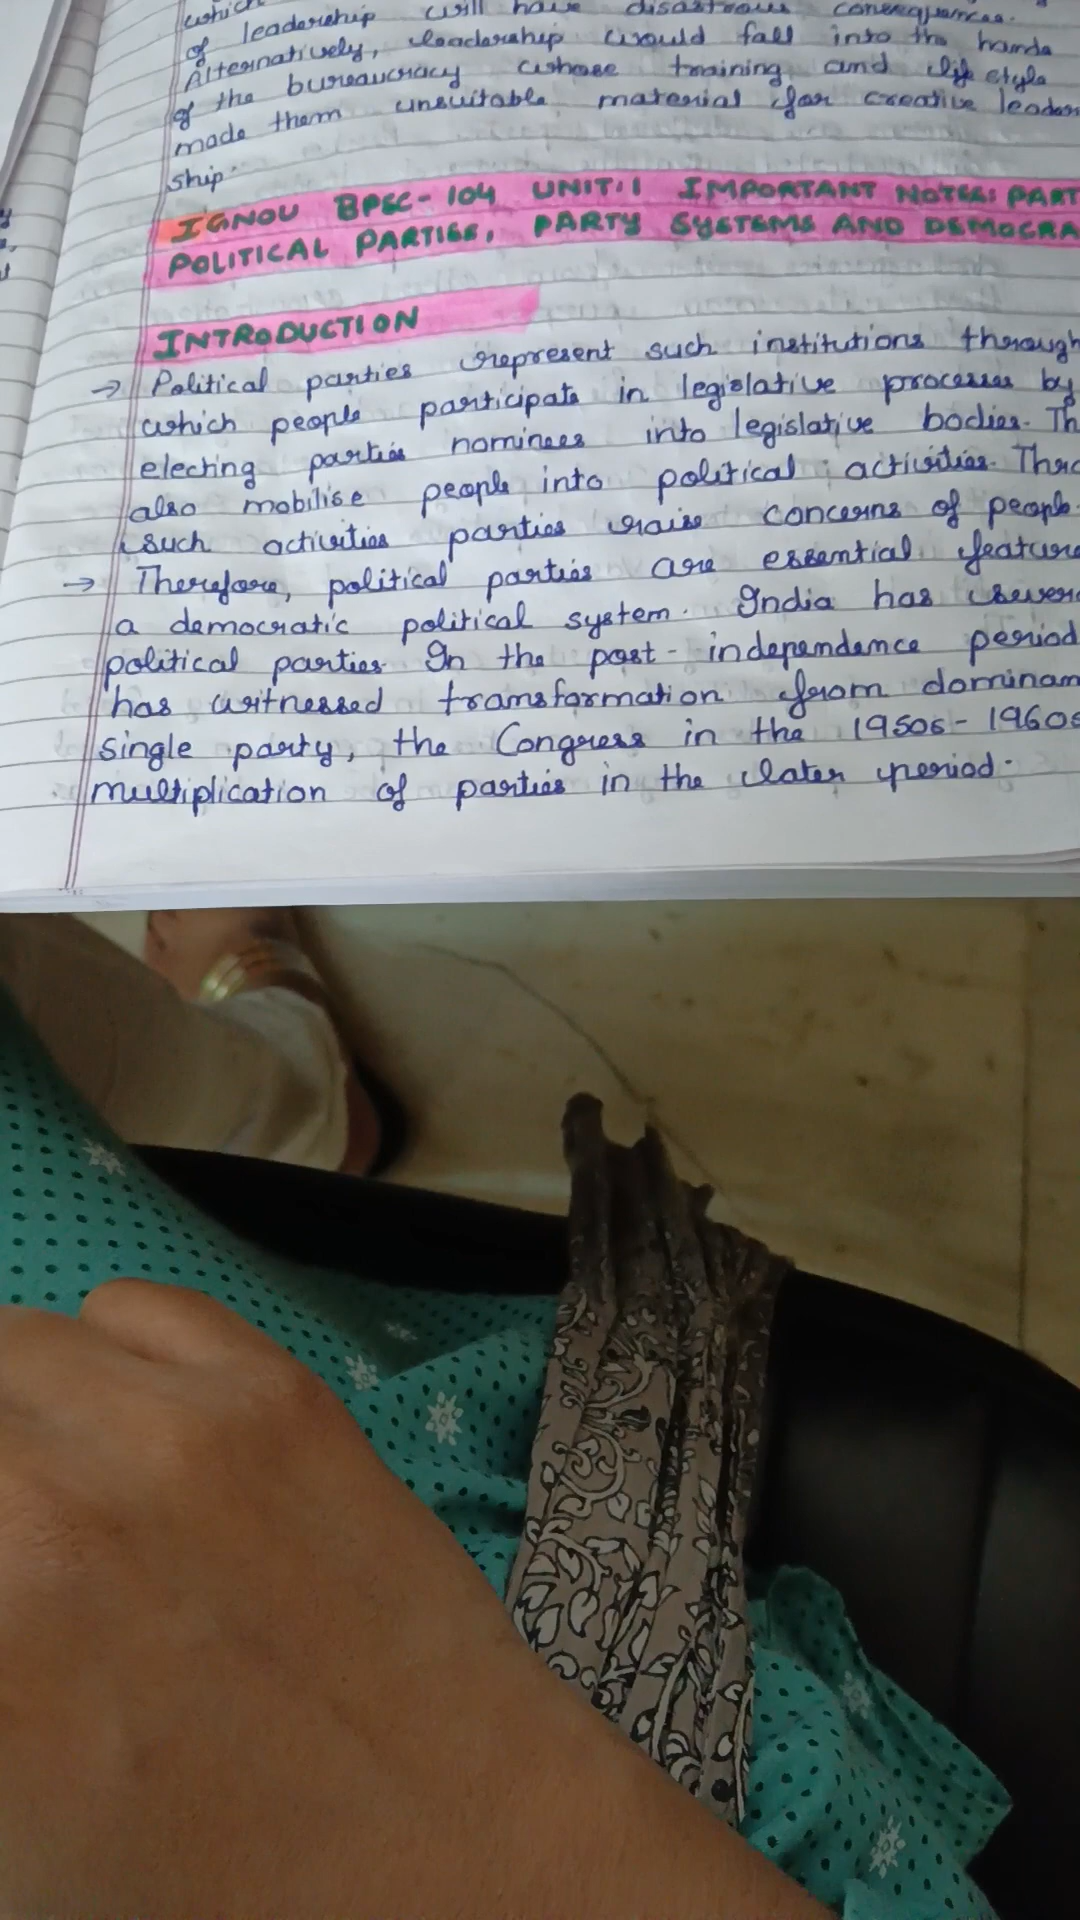 which
of leadership will have disastrous consequences.
Alternatively, leadership would fall into the hands
of the bureaucracy whose training and life style
made them unsuitable material for creative leader
ship.
IGNOU BPSC-104 UNIT:1 IMPORTANT NOTES: PART
POLITICAL PARTIES, PARTY SYSTEMS AND DEMOCRA
INTRODUCTION
→ Political parties represent such institutions through
which people participate in legislative processes by
electing parties nominees into legislative bodies. Th
also mobilise people into political activities. Thro
such activities parties raise concerns of people.
→ Therefore, political parties are essential feature
a democratic political system. India has sever
political parties. In the post-independence period
has witnessed transformation from dominan
single party, the Congress in the 1950s-1960s
multiplication of parties in the later period.